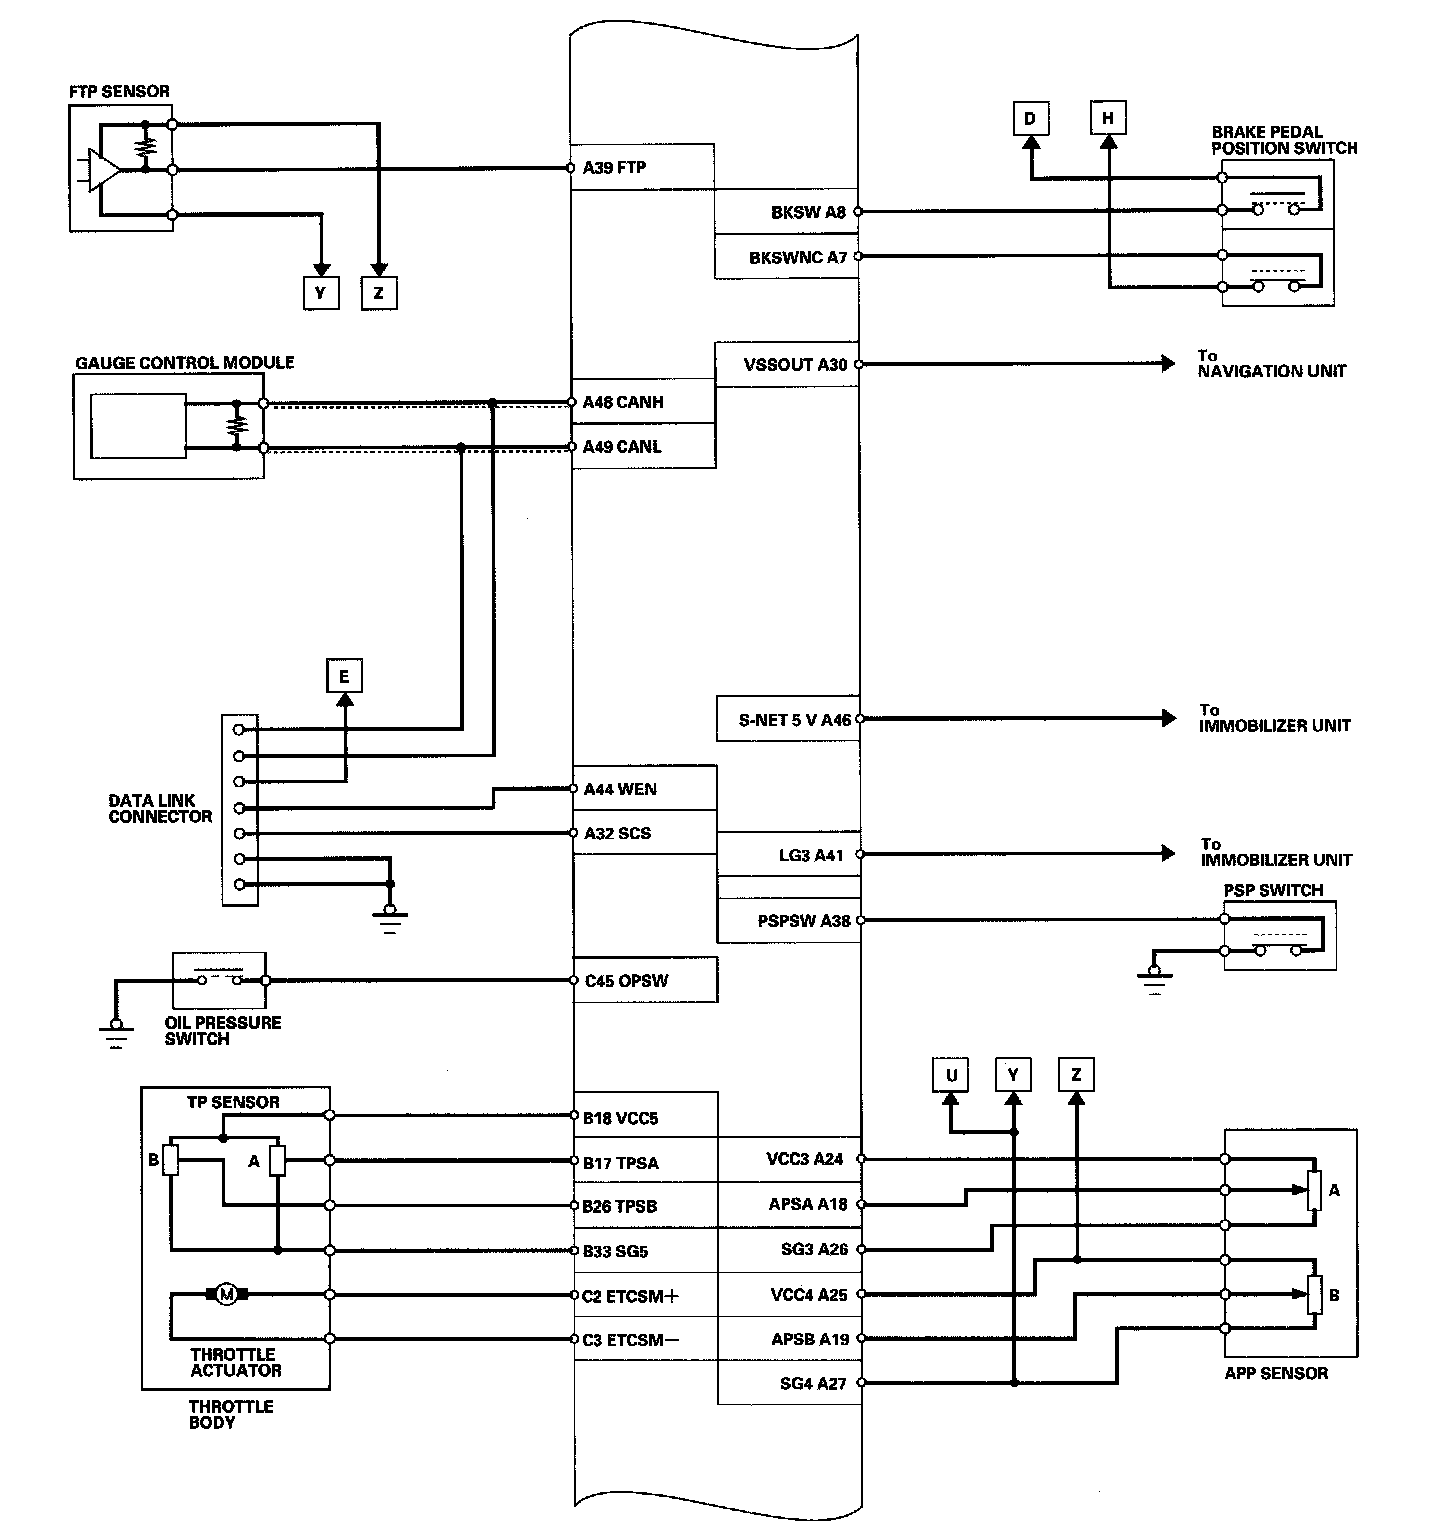 FTP SENSOR
A39 FTP
Y
Z
D
H
BRAKE PEDAL
POSITION SWITCH
BKSW A8
BKSWNC A7
GAUGE CONTROL MODULE
A48 CANH
A49 CANL
VSSOUT A30
To
NAVIGATION UNIT
E
DATA LINK
CONNECTOR
A44 WEN
A32 SCS
S-NET 5 V A46
To
IMMOBILIZER UNIT
LG3 A41
To
IMMOBILIZER UNIT
PSP SWITCH
PSPSW A38
C45 OPSW
OIL PRESSURE
SWITCH
TP SENSOR
B
A
B18 VCC5
B17 TPSA
B26 TPSB
B33 SG5
C2 ETCSM+
C3 ETCSM−
M
THROTTLE
ACTUATOR
THROTTLE
BODY
U
Y
Z
VCC3 A24
APSA A18
SG3 A26
VCC4 A25
APSB A19
SG4 A27
A
B
APP SENSOR